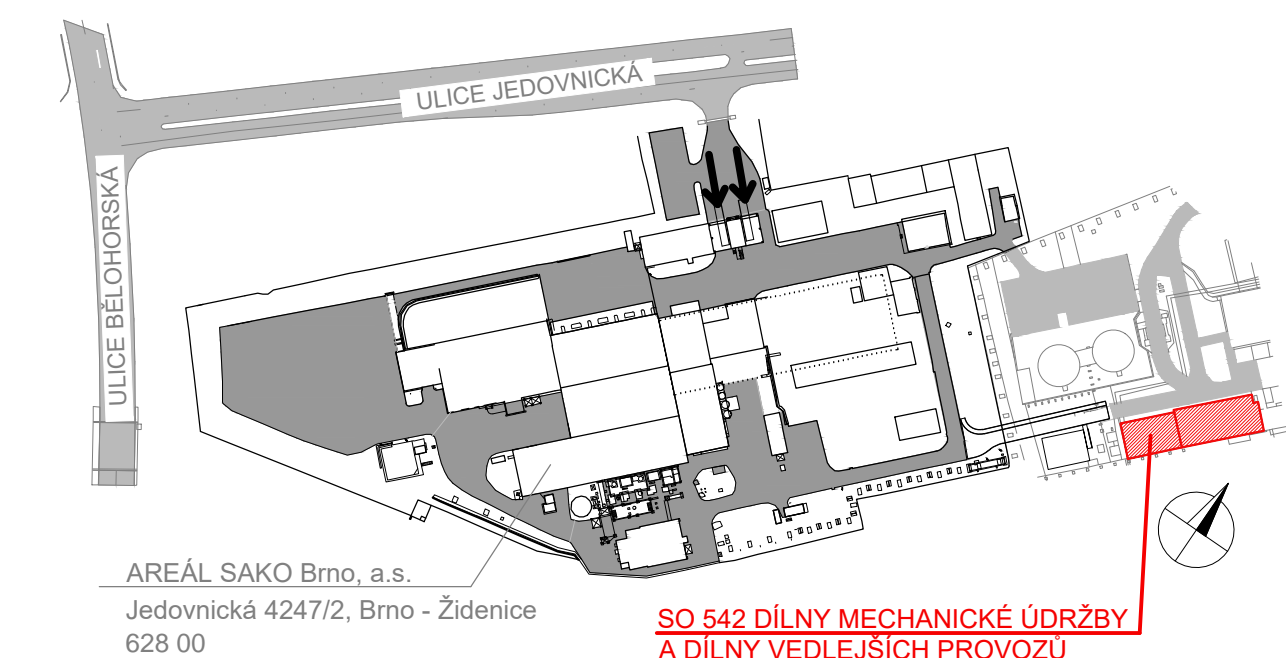 ULICE JEDOVNICKÁ
ULICE BĚLOHORSKÁ
AREÁL SAKO Brno, a.s.
Jedovnická 4247/2, Brno - Židenice
628 00
SO 542 DÍLNY MECHANICKÉ ÚDRŽBY
A DÍLNY VEDLEJŠÍCH PROVOZŮ